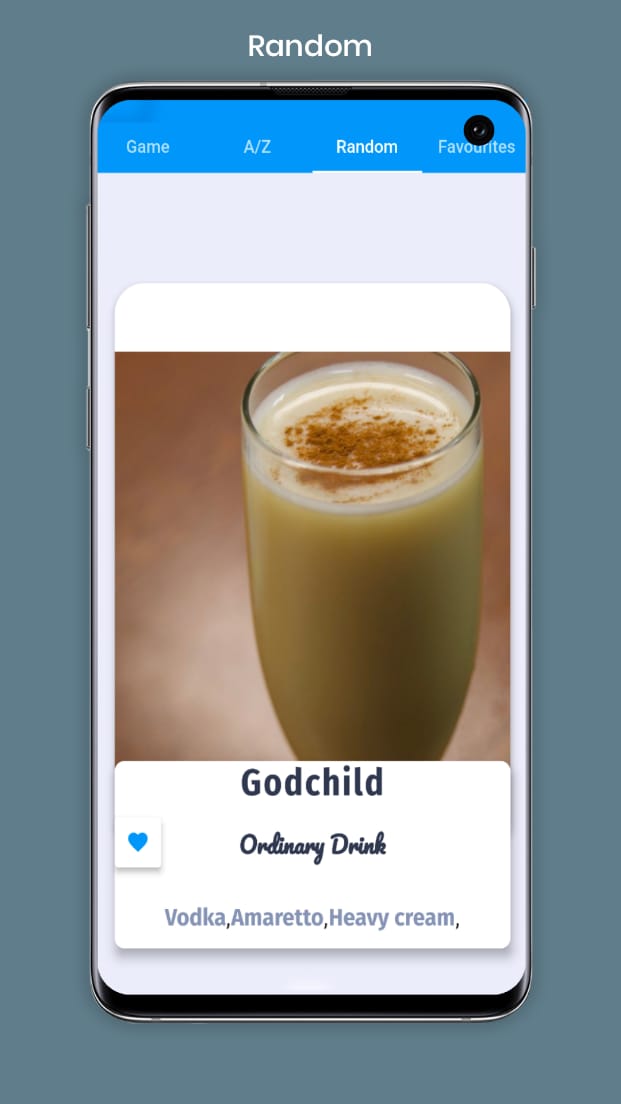 Random
Game A/Z Random Favourites
Godchild
Ordinary Drink
Vodka,Amaretto,Heavy cream,